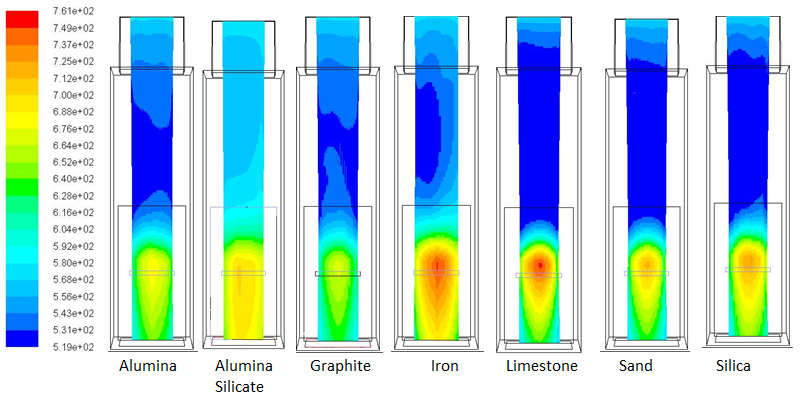 7.61e+02
7.49e+02
7.37e+02
7.25e+02
7.12e+02
7.00e+02
6.88e+02
6.76e+02
6.64e+02
6.52e+02
6.40e+02
6.28e+02
6.16e+02
6.04e+02
5.92e+02
5.80e+02
5.68e+02
5.56e+02
5.43e+02
5.31e+02
5.19e+02
Alumina
Alumina
Silicate
Graphite
Iron
Limestone
Sand
Silica